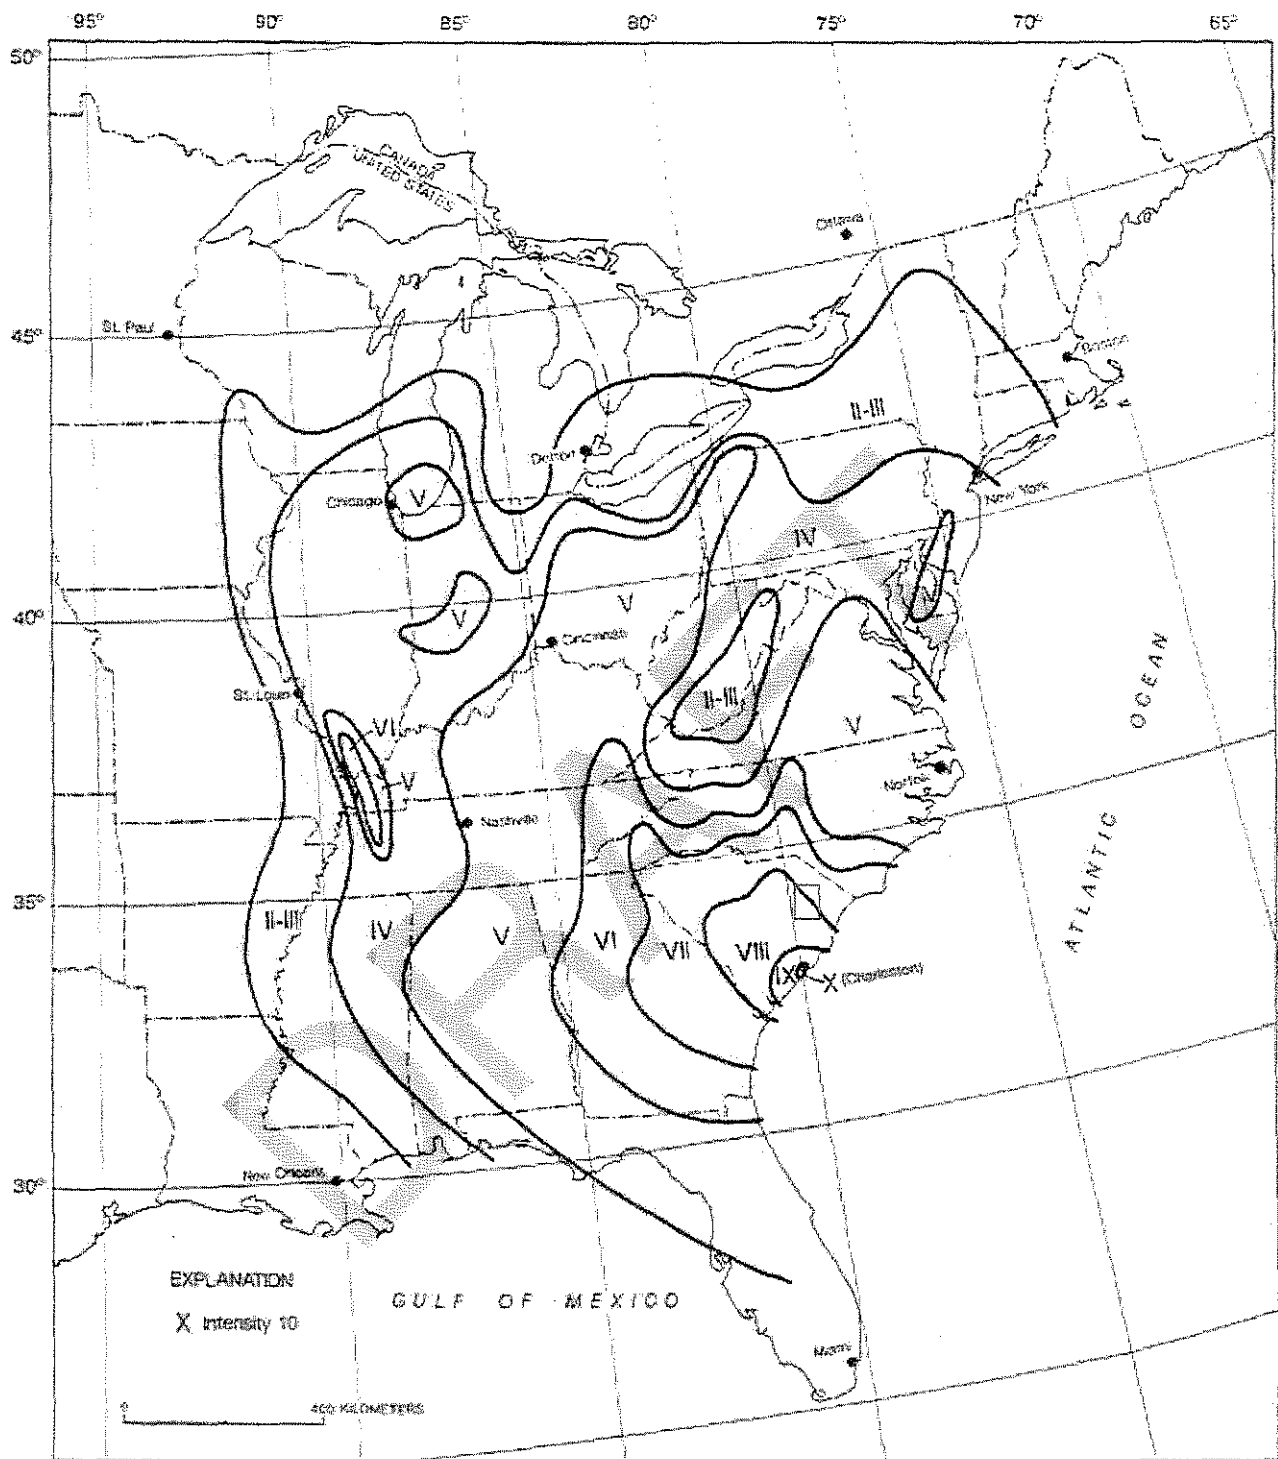 95° 90° 85° 80° 75° 70° 65°
50°
CANADA
UNITED STATES
Ottawa
St. Paul
45°
Boston
II-III
Detroit
New York
Chicago
V
IV
V
V
V
40°
Cincinnati
St. Louis
II-III
VI
V
V
Norfolk
Nashville
ATLANTIC OCEAN
35°
II-III
IV
V
VI
VII
VIII
IX
X (Charleston)
New Orleans
30°
EXPLANATION
X Intensity 10
GULF OF MEXICO
Miami
0 400 KILOMETERS